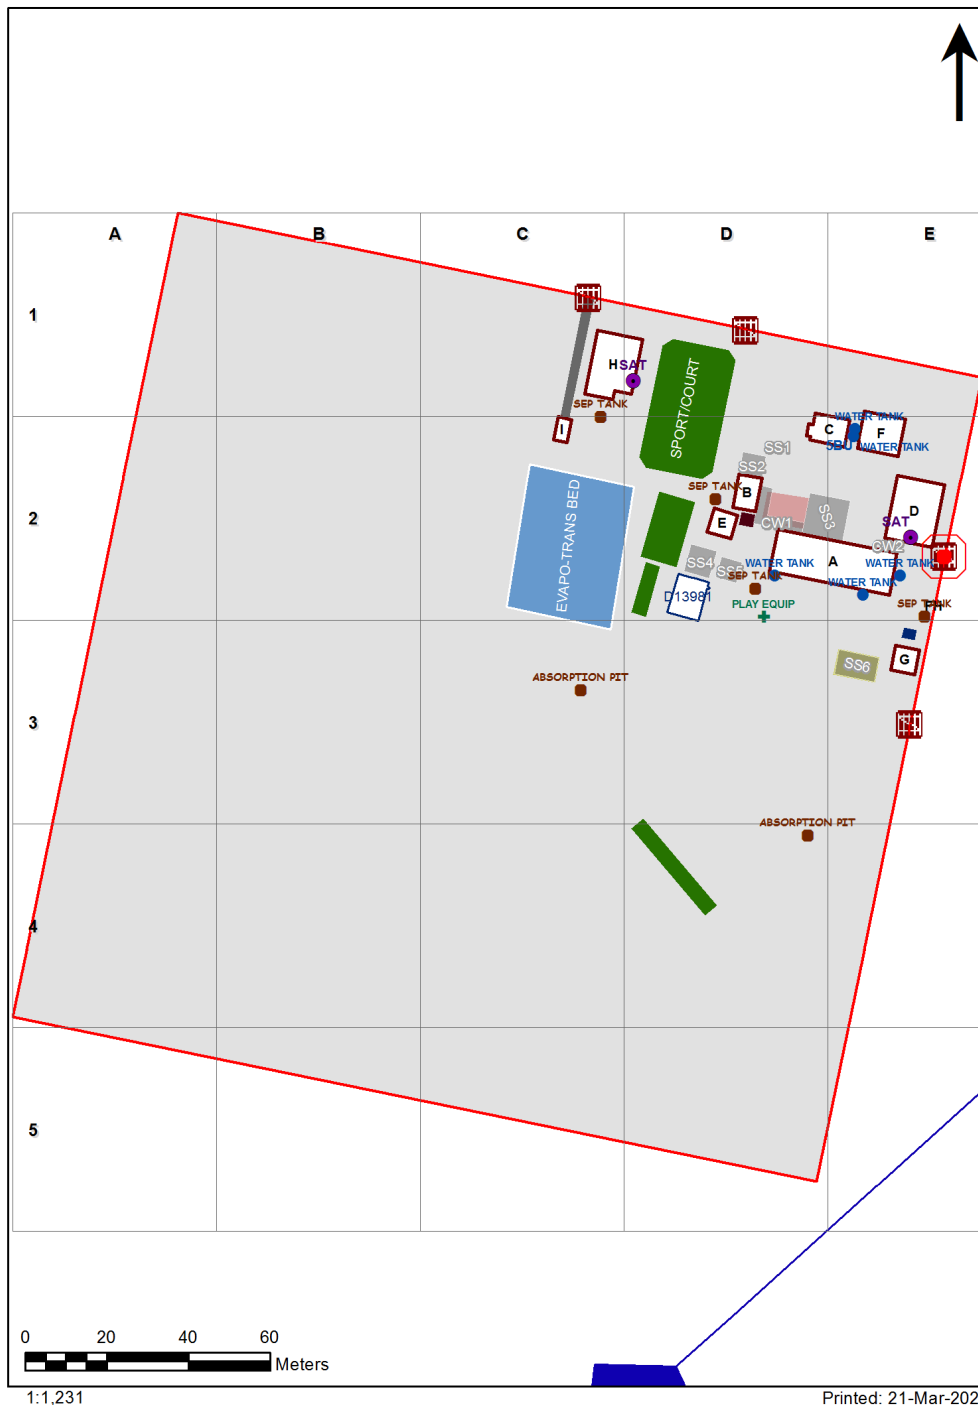 A B C D E
1
H SAT
SEP TANK
SPORT/COURT
I
WATER TANK
C F
5BU WATER TANK
SS1
SS2
2
EVAPO-TRANS BED
SEP TANK
B
D
SS3
E CW1
SAT
CW2
A
SS4
WATER TANK
WATER TANK
SEP TANK
WATER TANK
D13981
PLAY EQUIP
SEP TANK
G
SS6
ABSORPTION PIT
3
ABSORPTION PIT
4
5
0 20 40 60
Meters
1:1,231
Printed: 21-Mar-202